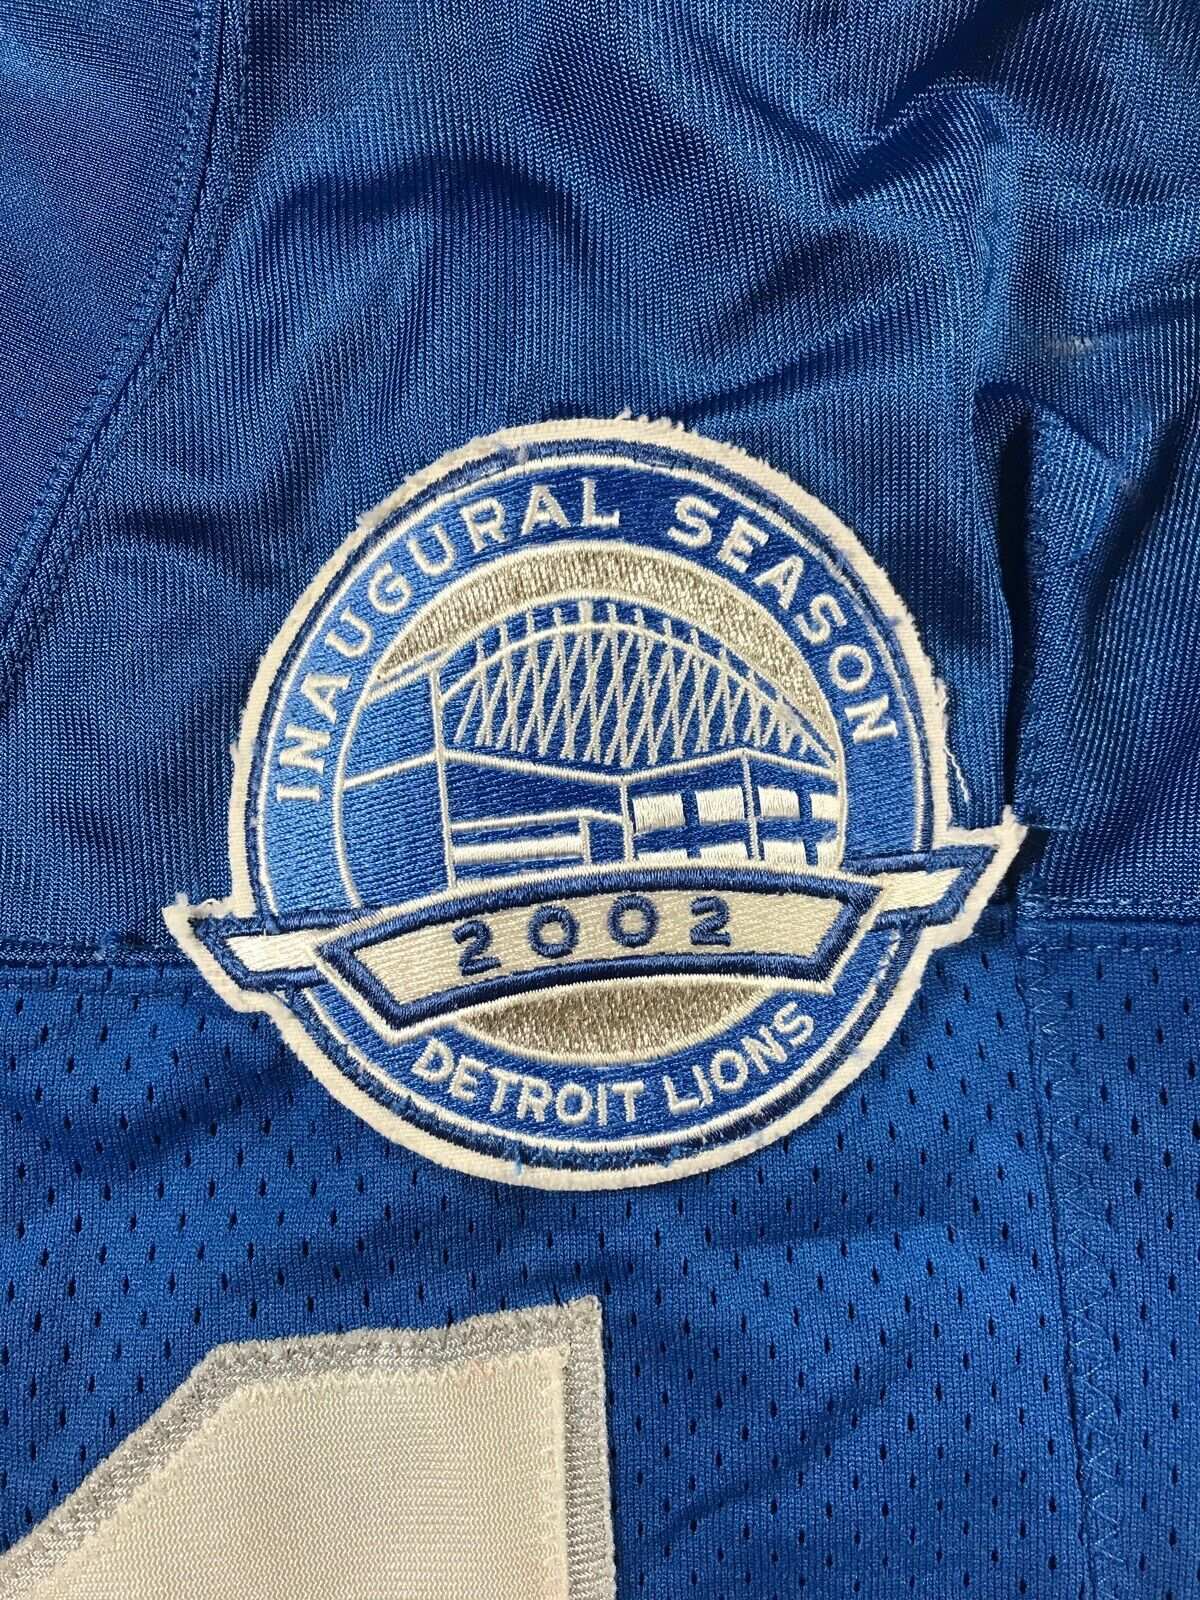 INAUGURAL SEASON
2002
DETROIT LIONS